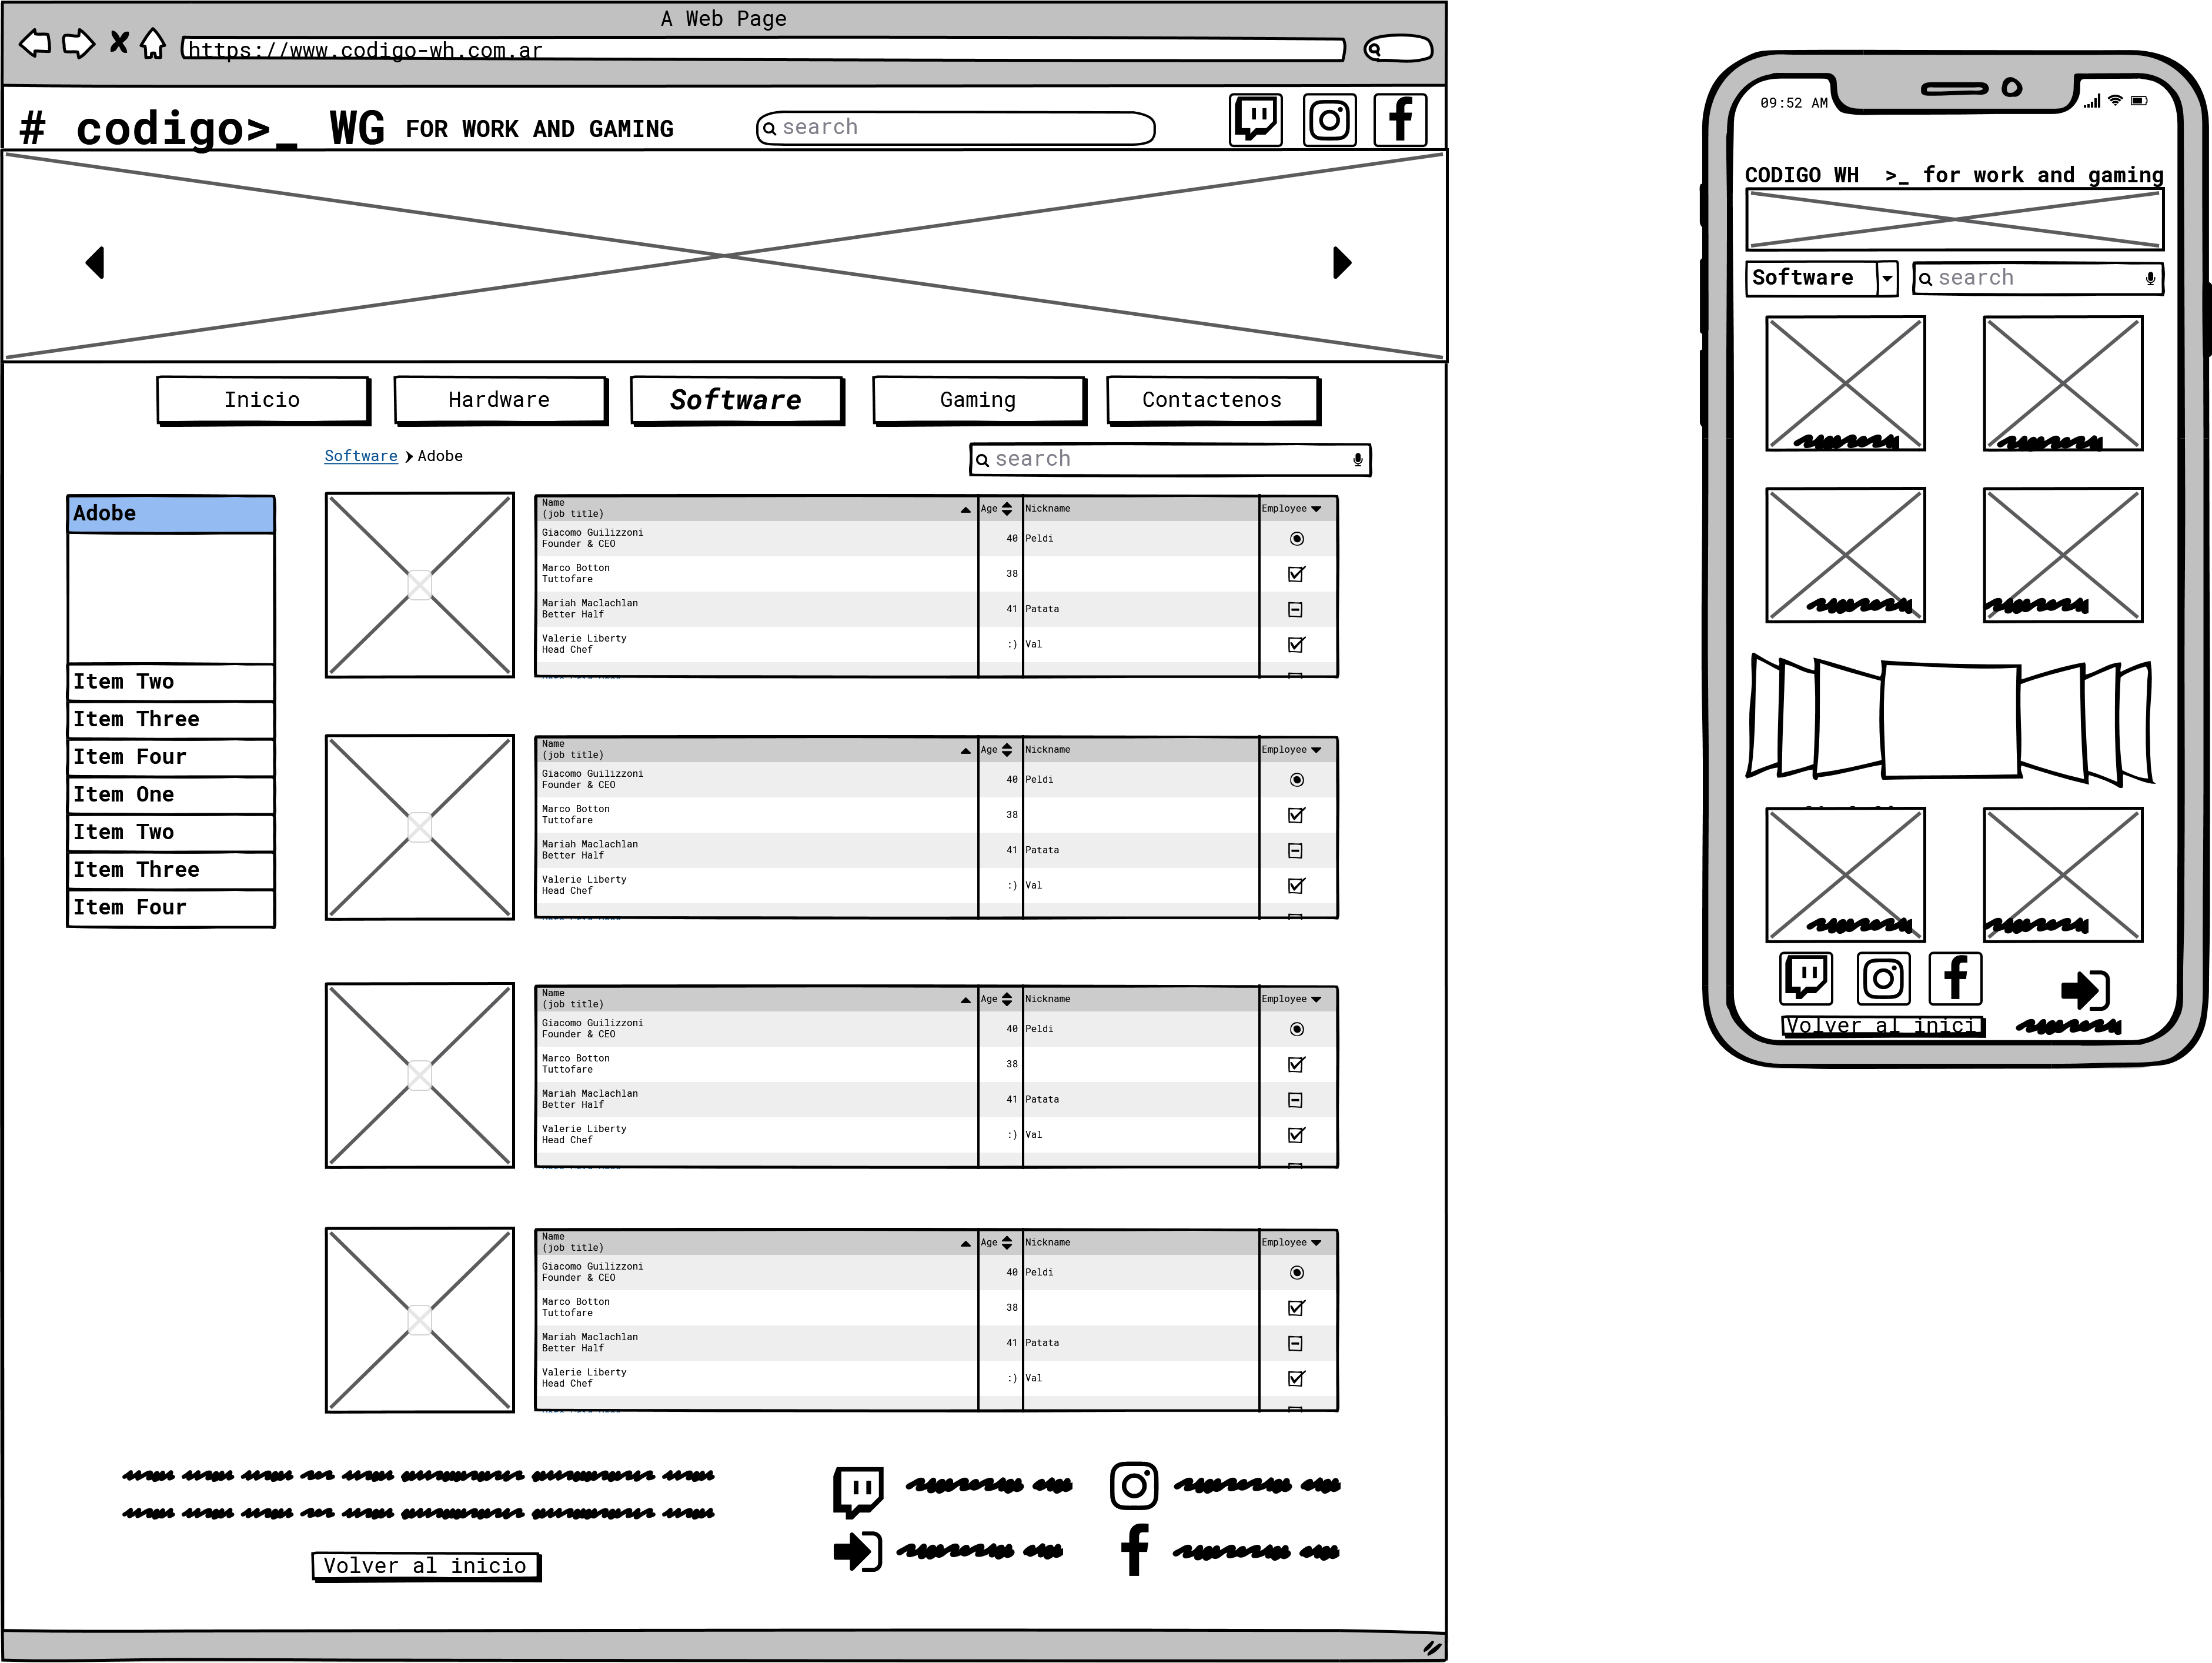 A Web Page
https://www.codigo-wh.com.ar
# codigo>_ WG FOR WORK AND GAMING
search
Inicio
Hardware
Software
Gaming
Contactenos
Software
Adobe
search
Adobe
Item Two
Item Three
Item Four
Item One
Item Two
Item Three
Item Four
Name
(job title)
Age
Nickname
Employee
Giacomo Guilizzoni
Founder & CEO
40
Peldi
Marco Botton
Tuttofare
38
Mariah Maclachlan
Better Half
41
Patata
Valerie Liberty
Head Chef
:)
Val
Name
(job title)
Age
Nickname
Employee
Giacomo Guilizzoni
Founder & CEO
40
Peldi
Marco Botton
Tuttofare
38
Mariah Maclachlan
Better Half
41
Patata
Valerie Liberty
Head Chef
:)
Val
Name
(job title)
Age
Nickname
Employee
Giacomo Guilizzoni
Founder & CEO
40
Peldi
Marco Botton
Tuttofare
38
Mariah Maclachlan
Better Half
41
Patata
Valerie Liberty
Head Chef
:)
Val
Name
(job title)
Age
Nickname
Employee
Giacomo Guilizzoni
Founder & CEO
40
Peldi
Marco Botton
Tuttofare
38
Mariah Maclachlan
Better Half
41
Patata
Valerie Liberty
Head Chef
:)
Val
Volver al inicio
09:52 AM
CODIGO WH >_ for work and gaming
Software
search
Volver al inici